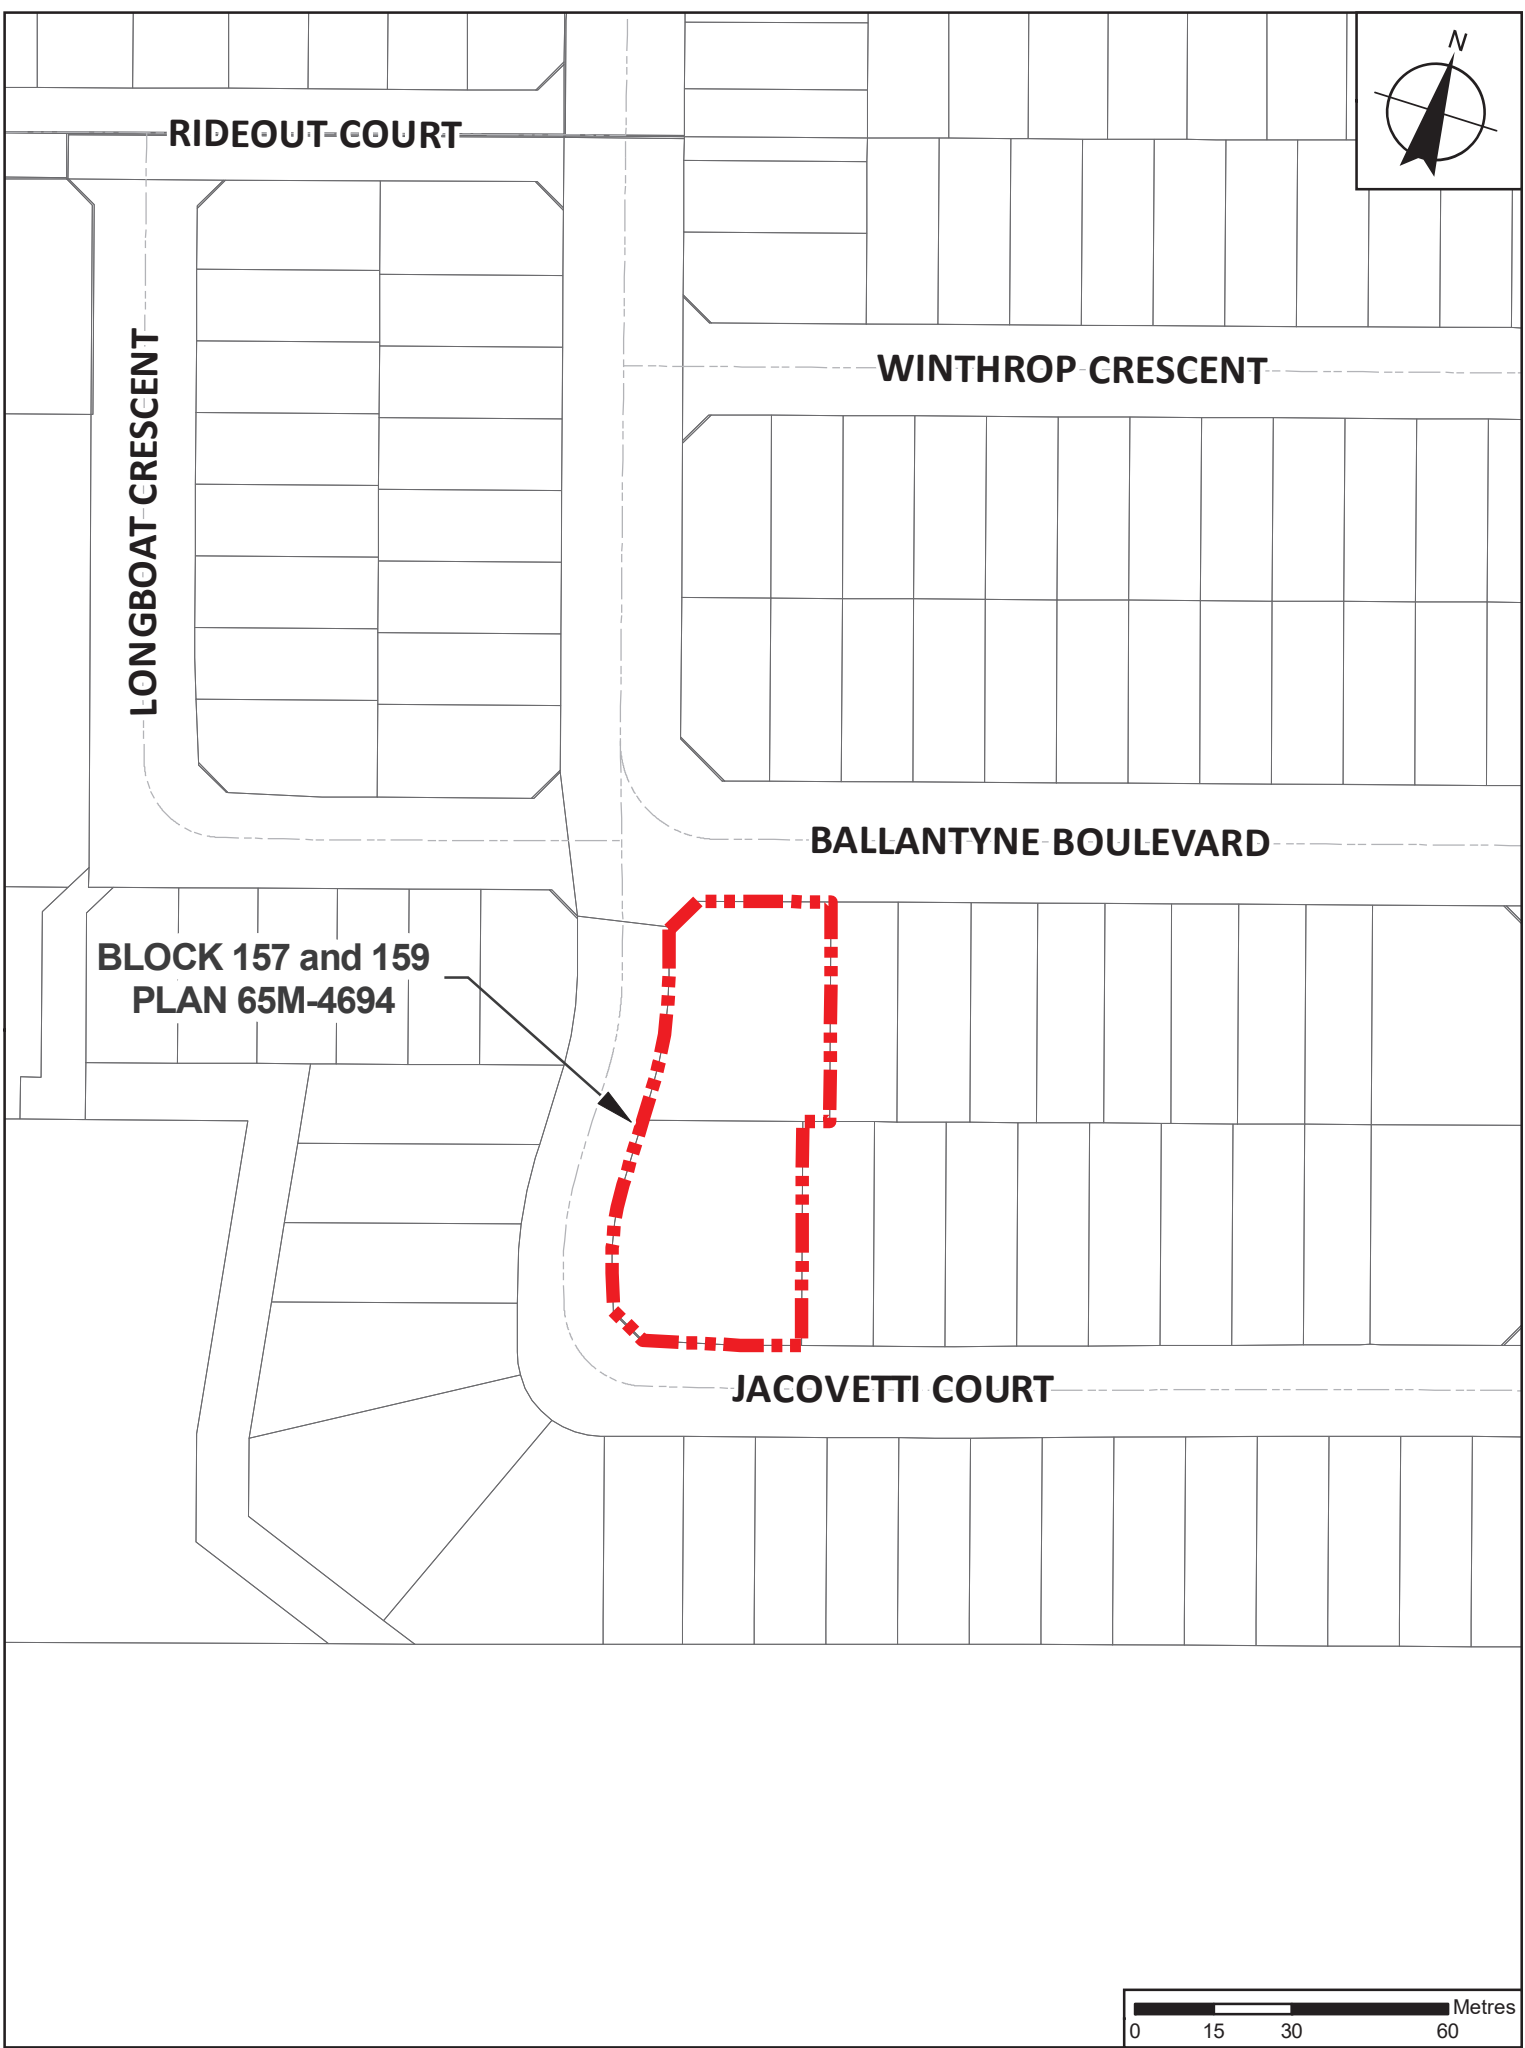 N
RIDEOUT COURT
WINTHROP CRESCENT
LONGBOAT CRESCENT
BALLANTYNE BOULEVARD
BLOCK 157 and 159
PLAN 65M-4694
JACOVETTI COURT
Metres
0 15 30 60